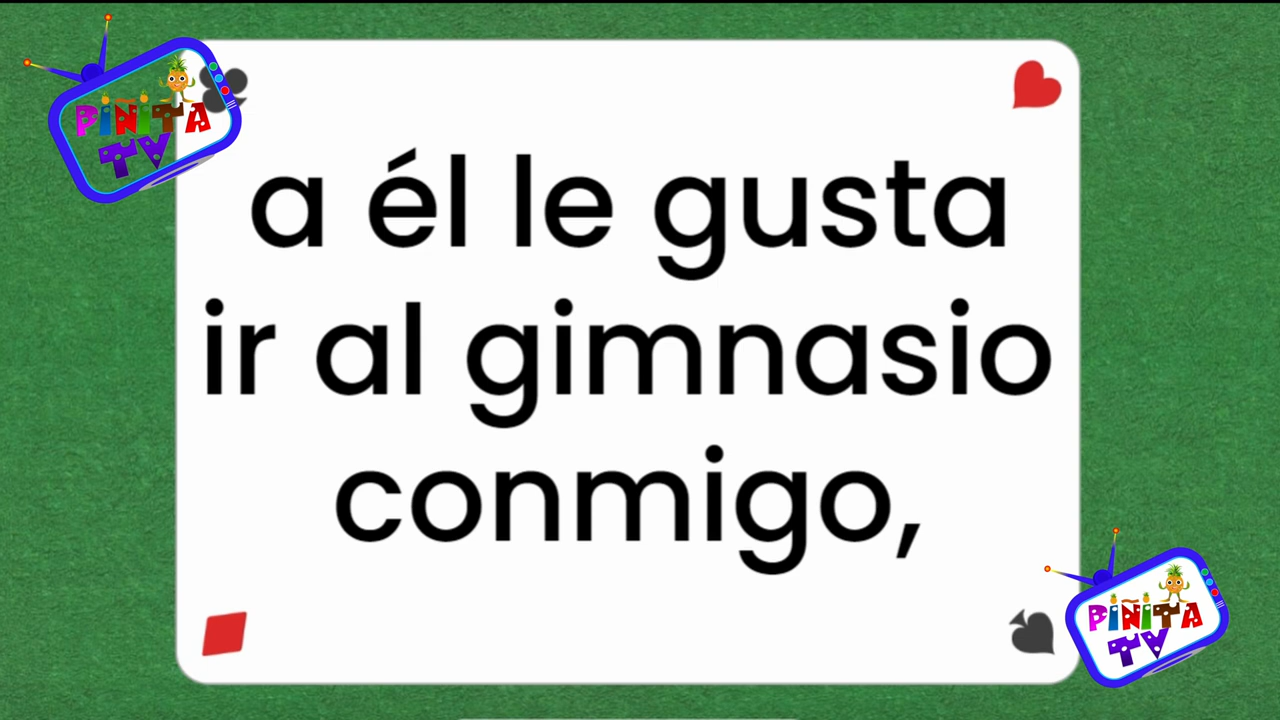 PIÑITA
TV
a él le gusta
ir al gimnasio
conmigo,
PIÑITA
TV